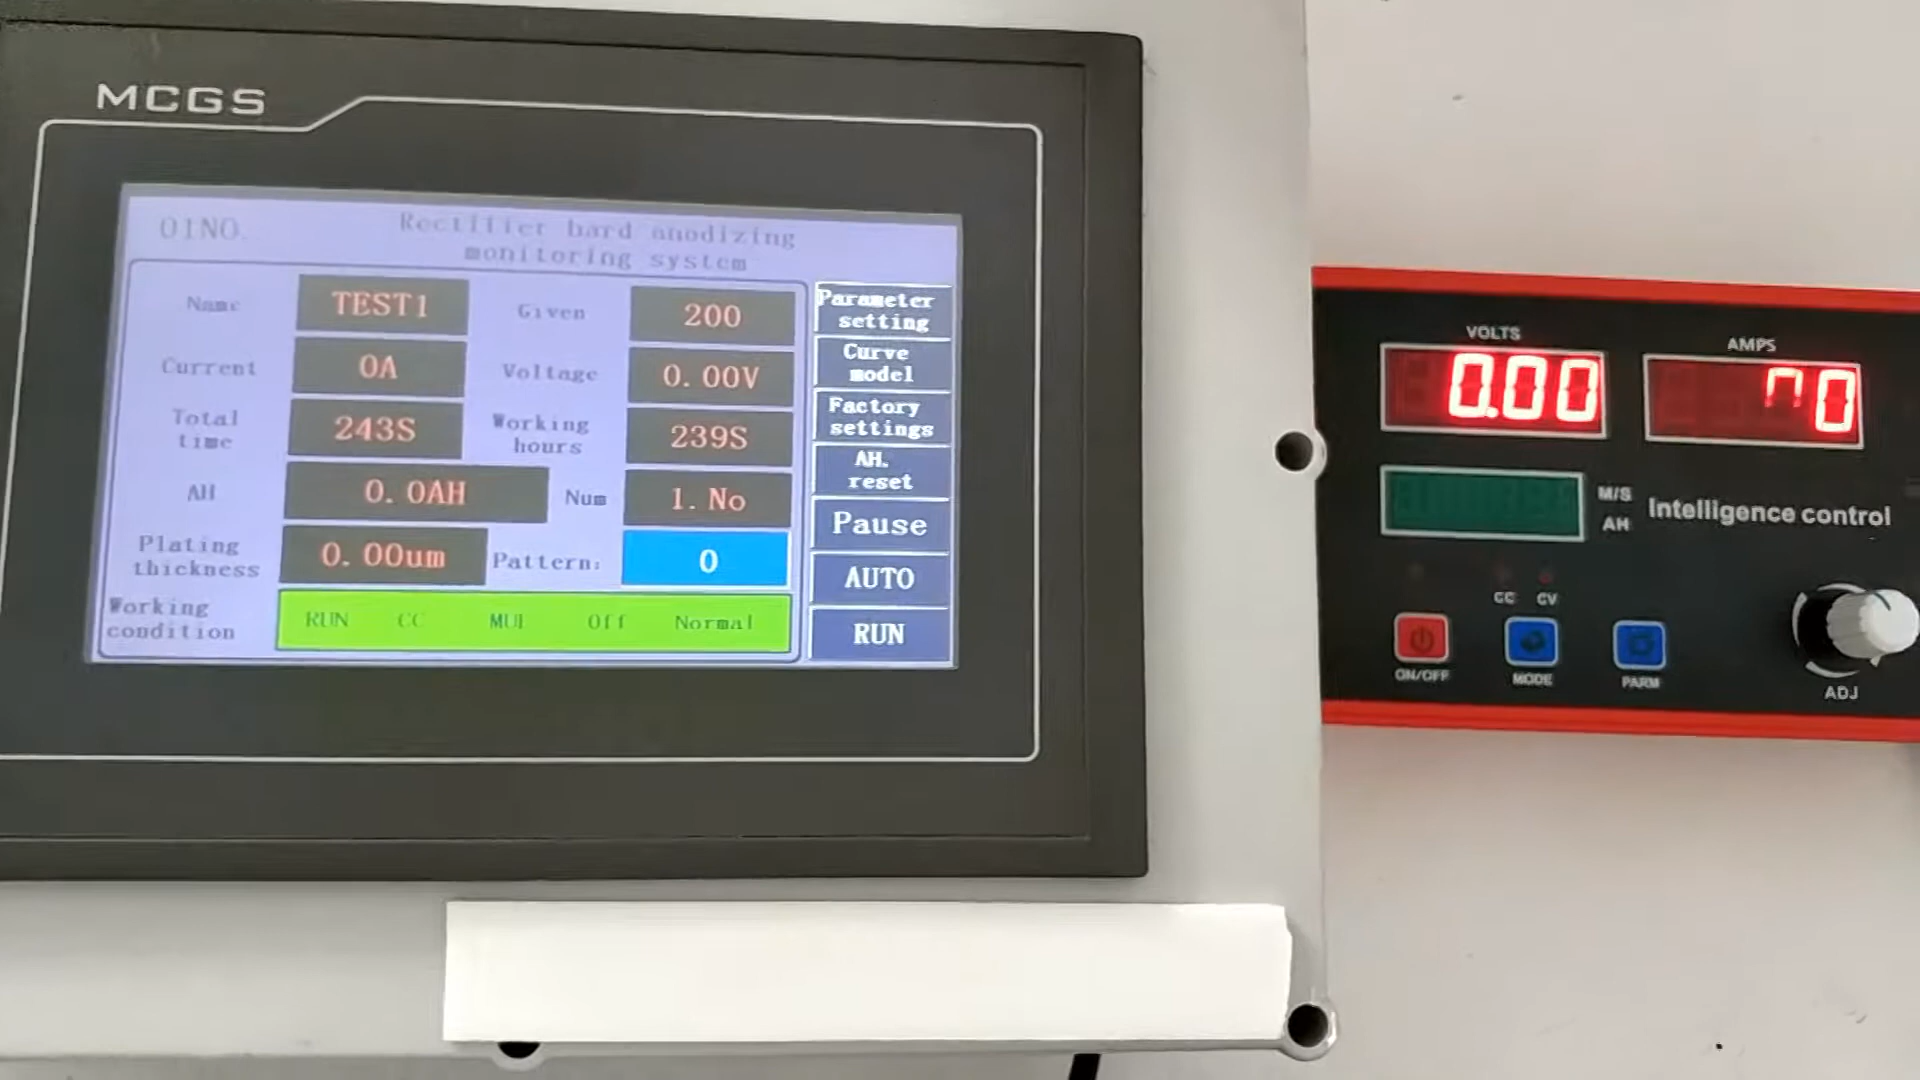 MCGS
01NO.
Rectifier hard anodizing
monitoring system
Name
TEST1
Given
200
Current
0A
Voltage
0.00V
Total
time
243S
Working
hours
239S
AH
0.0AH
Num
1.No
Plating
thickness
0.00um
Pattern:
0
Working
condition
RUN CC MUL Off Normal
Parameter
setting
Curve
model
Factory
settings
AH.
reset
Pause
AUTO
RUN
VOLTS
0.00
AMPS
0
M/S
AH
Intelligence control
CC CV
ON/OFF
MODE
PARM
ADJ